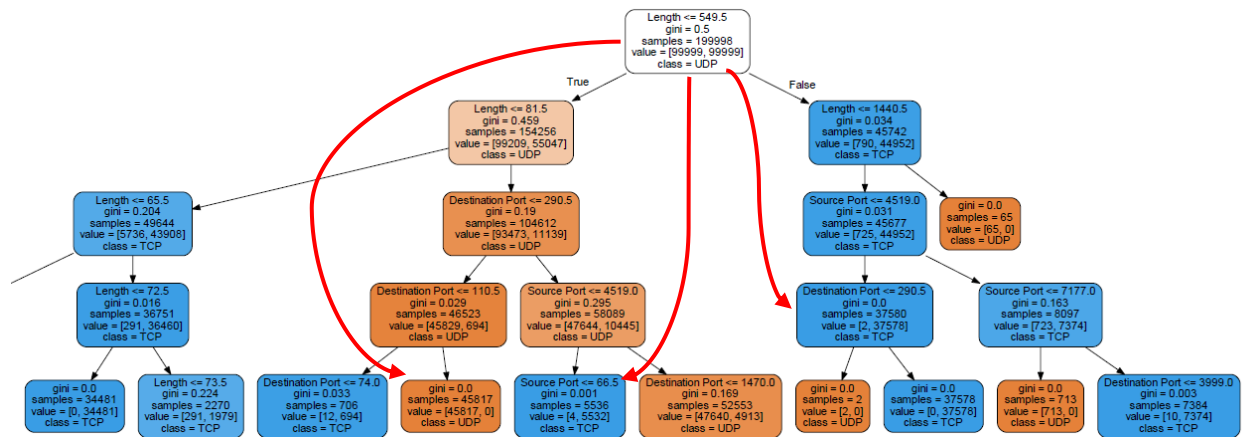 Length <= 549.5
gini = 0.5
samples = 199998
value = [99999, 99999]
class = UDP
True
False
Length <= 81.5
gini = 0.459
samples = 154256
value = [99209, 55047]
class = UDP
Length <= 1440.5
gini = 0.034
samples = 45742
value = [790, 44952]
class = TCP
Length <= 65.5
gini = 0.204
samples = 49644
value = [5736, 43908]
class = TCP
Destination Port <= 290.5
gini = 0.19
samples = 104612
value = [93473, 11139]
class = UDP
Source Port <= 4519.0
gini = 0.031
samples = 45677
value = [725, 44952]
class = TCP
gini = 0.0
samples = 65
value = [65, 0]
class = UDP
Length <= 72.5
gini = 0.016
samples = 36751
value = [291, 36460]
class = TCP
Destination Port <= 110.5
gini = 0.029
samples = 46523
value = [45829, 694]
class = UDP
Source Port <= 4519.0
gini = 0.295
samples = 58089
value = [47644, 10445]
class = UDP
Destination Port <= 290.5
gini = 0.0
samples = 37580
value = [2, 37578]
class = TCP
Source Port <= 7177.0
gini = 0.163
samples = 8097
value = [723, 7374]
class = TCP
gini = 0.0
samples = 34481
value = [0, 34481]
class = TCP
Length <= 73.5
gini = 0.224
samples = 2270
value = [291, 1979]
class = TCP
Destination Port <= 74.0
gini = 0.033
samples = 706
value = [12, 694]
class = TCP
gini = 0.0
samples = 45817
value = [45817, 0]
class = UDP
Source Port <= 66.5
gini = 0.001
samples = 5536
value = [4, 5532]
class = TCP
Destination Port <= 1470.0
gini = 0.169
samples = 52553
value = [47640, 4913]
class = UDP
gini = 0.0
samples = 2
value = [2, 0]
class = UDP
gini = 0.0
samples = 37578
value = [0, 37578]
class = TCP
gini = 0.0
samples = 713
value = [713, 0]
class = UDP
Destination Port <= 3999.0
gini = 0.003
samples = 7384
value = [10, 7374]
class = TCP